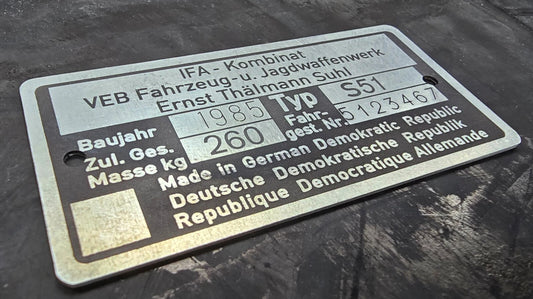 IFA - Kombinat
VEB Fahrzeug-u. Jagdwaffenwerk
Ernst Thälmann Suhl
Baujahr 1985 Typ S51
Zul. Ges. Masse kg 260 Fahr-gest. Nr. 5123467
Made in German Democratic Republic
Deutsche Demokratische Republik
Republique Democratique Allemande